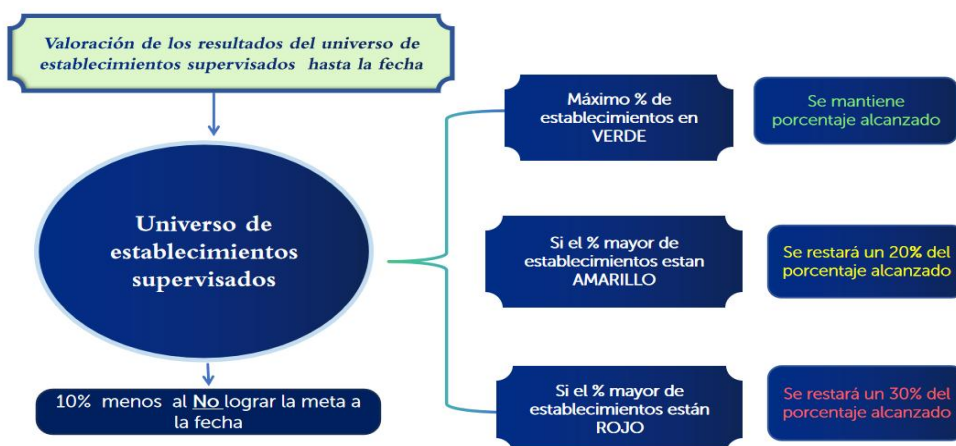 Valoración de los resultados del universo de
establecimientos supervisados hasta la fecha
Universo de
establecimientos
supervisados
10% menos al No lograr la meta a
la fecha
Máximo % de
establecimientos en
VERDE
Se mantiene
porcentaje alcanzado
Si el % mayor de
establecimientos estan
AMARILLO
Se restará un 20% del
porcentaje alcanzado
Si el % mayor de
establecimientos están
ROJO
Se restará un 30% del
porcentaje alcanzado